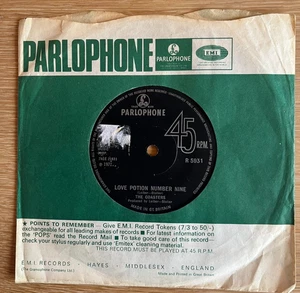 PARLOPHONE
PARLOPHONE
EMI
PARLOPHONE
45
RPM
R 5031
LOVE POTION NUMBER NINE
THE
MADE IN GT BRITAIN
★ POINTS TO REMEMBER — Give E.M.I. Record Tokens (7/3 to 50/-)
exchangeable for all leading makes of records • For latest information on
the 'POPS' read the Record Mail • To take good care of this record—
check your stylus regularly and use 'Emitex' cleaning material.
THIS RECORD MUST BE PLAYED AT 45 R.P.M.
E.M.I. RECORDS - HAYES - MIDDLESEX - ENGLAND
(The Gramophone Company Ltd.)
Made and Printed in Great Britain